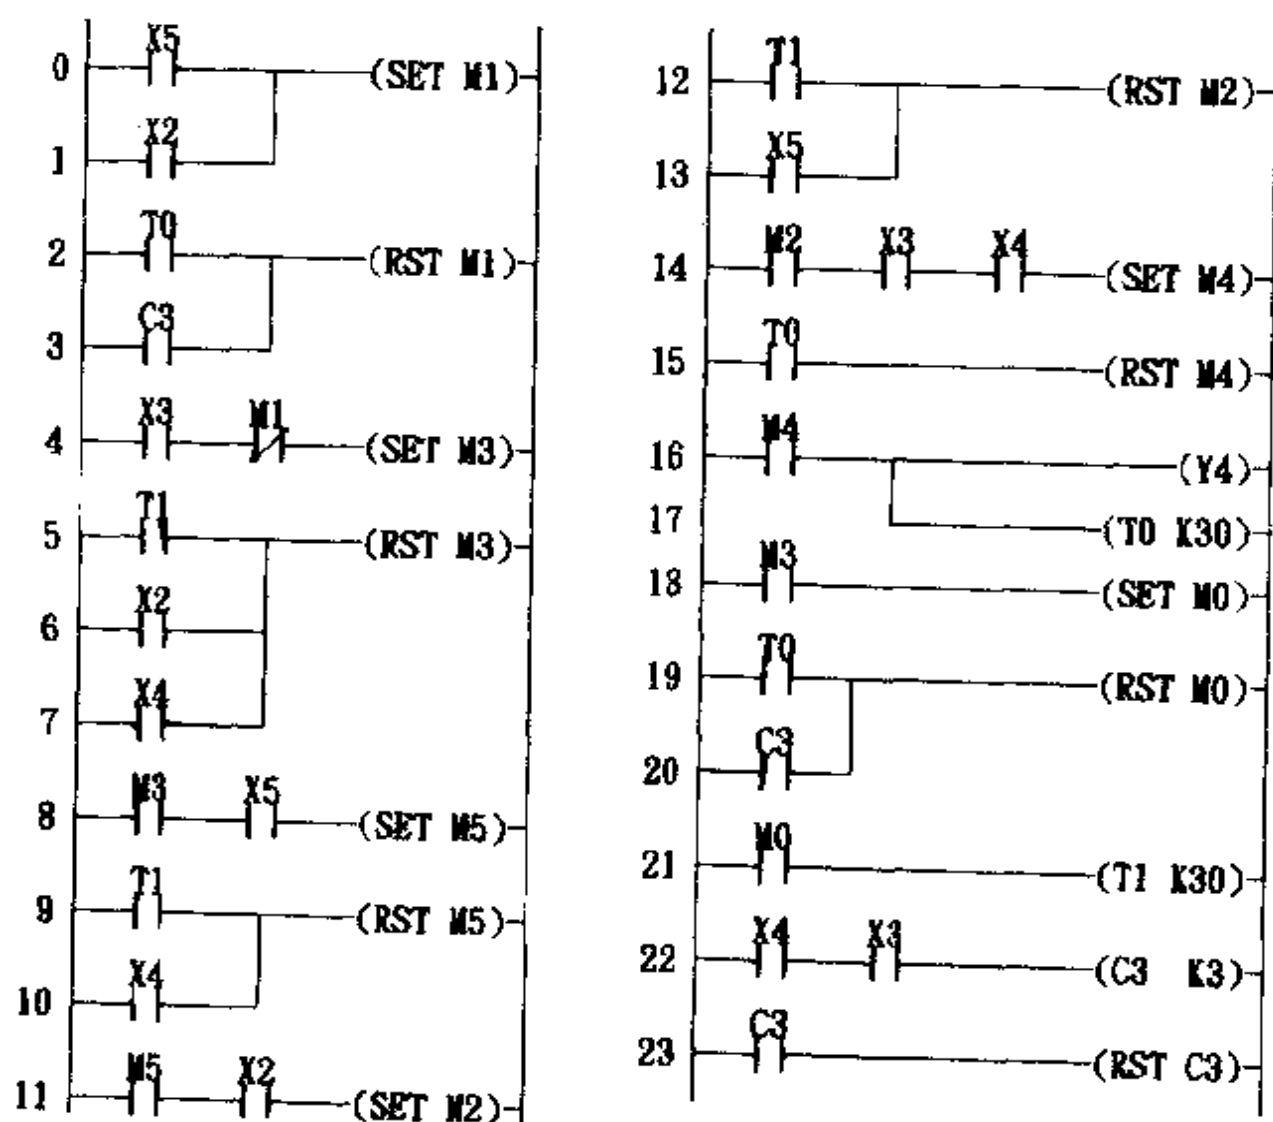 X5
0 (SET M1)
X2
1
T0
2 (RST M1)
C3
3
X3 M1
4 (SET M3)
T1
5 (RST M3)
X2
6
X4
7
M3 X5
8 (SET M5)
T1
9 (RST M5)
X4
10
M5 X2
11 (SET M2)
T1
12 (RST M2)
X5
13
M2 X3 X4
14 (SET M4)
T0
15 (RST M4)
M4
16 (Y4)
17 (T0 K30)
M3
18 (SET M0)
T0
19 (RST M0)
C3
20
M0
21 (T1 K30)
X4 X3
22 (C3 K3)
C3
23 (RST C3)